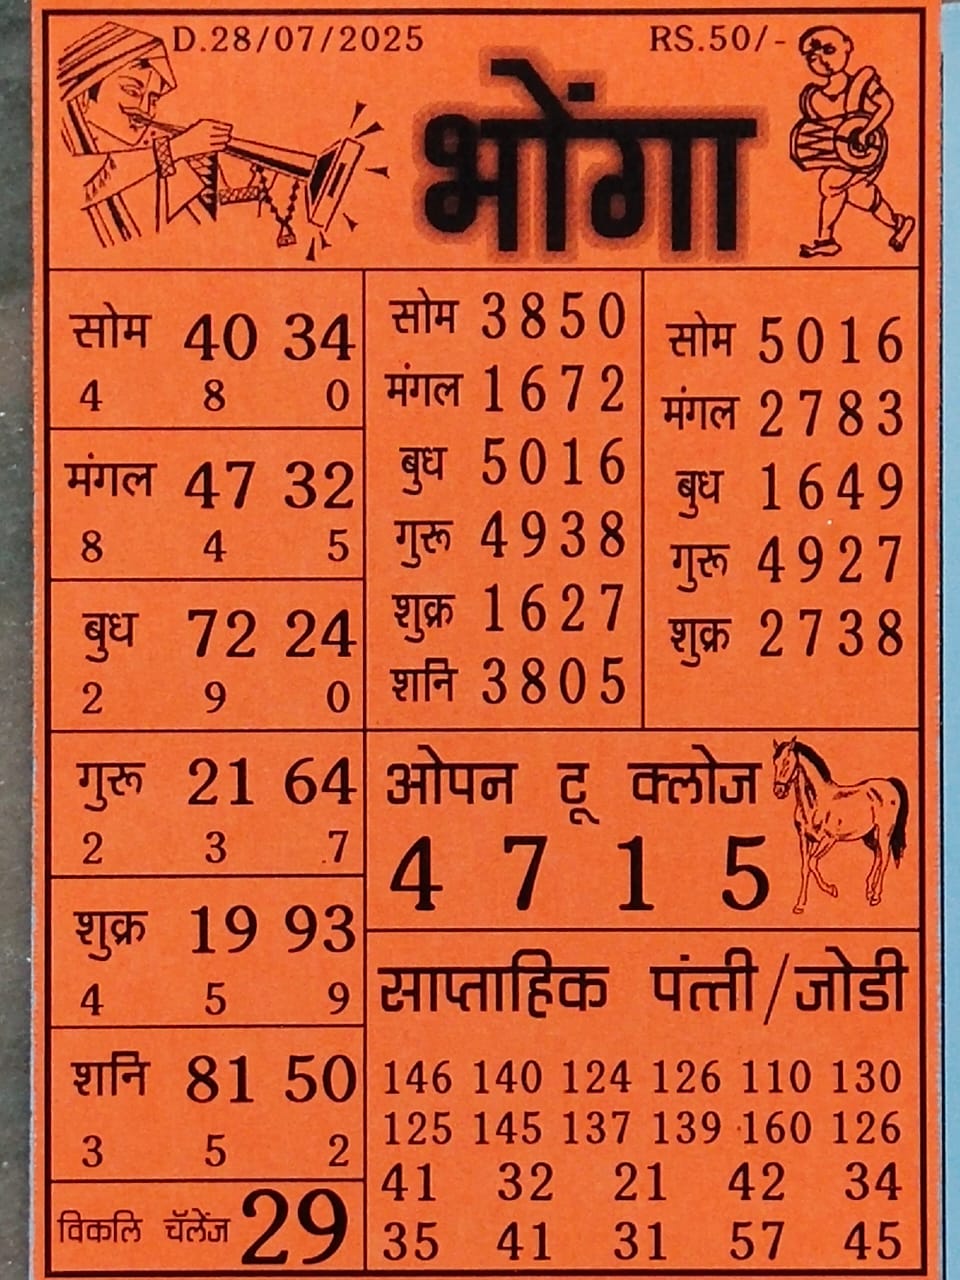 D.28/07/2025
RS.50/-
भोंगा
सोम 40 34
4 8 0
मंगल 47 32
8 4 5
बुध 72 24
2 9 0
गुरू 21 64
2 3 7
शुक्र 19 93
4 5 9
शनि 81 50
3 5 2
विकलि चॅलेंज 29
सोम 3850
मंगल 1672
बुध 5016
गुरू 4938
शुक्र 1627
शनि 3805
सोम 5016
मंगल 2783
बुध 1649
गुरू 4927
शुक्र 2738
ओपन टू क्लोज
4 7 1 5
साप्ताहिक पंत्ती/जोडी
146 140 124 126 110 130
125 145 137 139 160 126
41 32 21 42 34
35 41 31 57 45